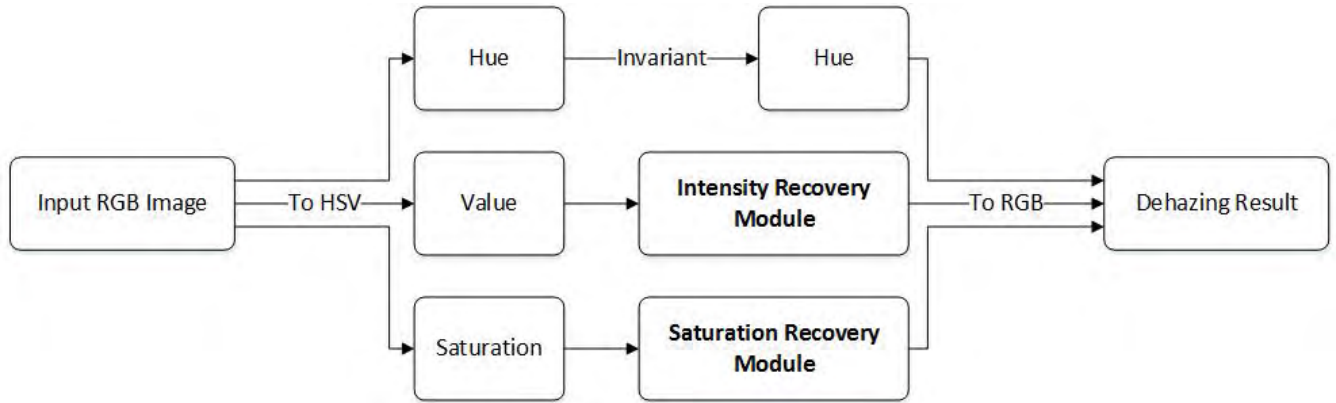 Hue
Invariant
Hue
Input RGB Image
To HSV
Value
Intensity Recovery
Module
To RGB
Dehazing Result
Saturation
Saturation Recovery
Module